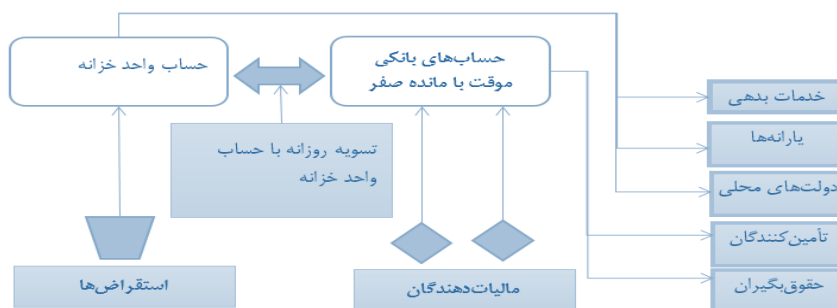 حساب واحد خزانه
حساب‌های بانکی
موقت با مانده صفر
تسویه روزانه با حساب
واحد خزانه
خدمات بدهی
یارانه‌ها
دولت‌های محلی
تأمین‌کنندگان
حقوق‌بگیران
استقراض‌ها
مالیات‌دهندگان